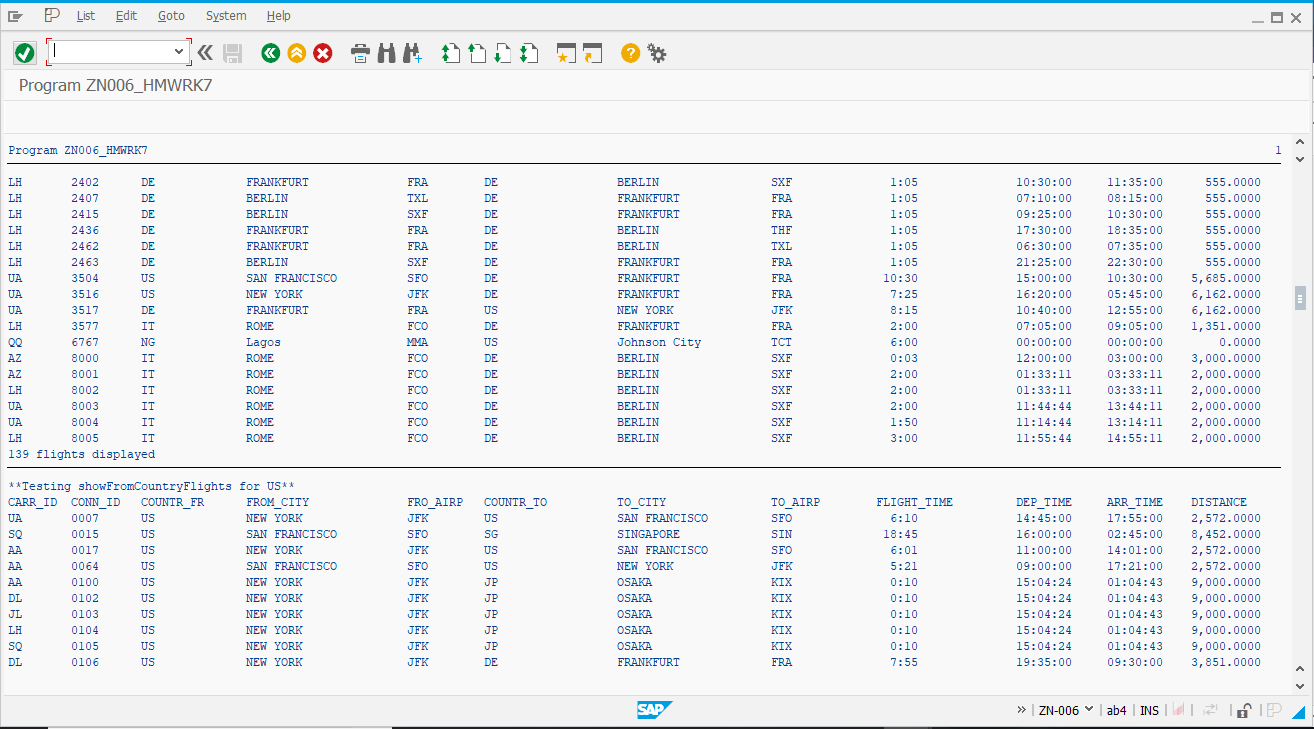 List Edit Goto System Help
Program ZN006_HMWRK7
Program ZN006_HMWRK7 1
LH 2402 DE FRANKFURT FRA DE BERLIN SXF 1:05 10:30:00 11:35:00 555.0000
LH 2407 DE BERLIN TXL DE FRANKFURT FRA 1:05 07:10:00 08:15:00 555.0000
LH 2415 DE BERLIN SXF DE FRANKFURT FRA 1:05 09:25:00 10:30:00 555.0000
LH 2436 DE FRANKFURT FRA DE BERLIN THF 1:05 17:30:00 18:35:00 555.0000
LH 2462 DE FRANKFURT FRA DE BERLIN TXL 1:05 06:30:00 07:35:00 555.0000
LH 2463 DE BERLIN SXF DE FRANKFURT FRA 1:05 21:25:00 22:30:00 555.0000
UA 3504 US SAN FRANCISCO SFO DE FRANKFURT FRA 10:30 15:00:00 10:30:00 5,685.0000
UA 3516 US NEW YORK JFK DE FRANKFURT FRA 7:25 16:20:00 05:45:00 6,162.0000
UA 3517 DE FRANKFURT FRA US NEW YORK JFK 8:15 10:40:00 12:55:00 6,162.0000
LH 3577 IT ROME FCO DE FRANKFURT FRA 2:00 07:05:00 09:05:00 1,351.0000
QQ 6767 NG Lagos MMA US Johnson City TCT 6:00 00:00:00 00:00:00 0.0000
AZ 8000 IT ROME FCO DE BERLIN SXF 0:03 12:00:00 03:00:00 3,000.0000
AZ 8001 IT ROME FCO DE BERLIN SXF 2:00 01:33:11 03:33:11 2,000.0000
LH 8002 IT ROME FCO DE BERLIN SXF 2:00 01:33:11 03:33:11 2,000.0000
UA 8003 IT ROME FCO DE BERLIN SXF 2:00 11:44:44 13:44:11 2,000.0000
UA 8004 IT ROME FCO DE BERLIN SXF 1:50 11:14:44 13:14:11 2,000.0000
LH 8005 IT ROME FCO DE BERLIN SXF 3:00 11:55:44 14:55:11 2,000.0000
139 flights displayed
**Testing showFromCountryFlights for US**
CARR_ID CONN_ID COUNTR_FR FROM_CITY FRO_AIRP COUNTR_TO TO_CITY TO_AIRP FLIGHT_TIME DEP_TIME ARR_TIME DISTANCE
UA 0007 US NEW YORK JFK US SAN FRANCISCO SFO 6:10 14:45:00 17:55:00 2,572.0000
SQ 0015 US SAN FRANCISCO SFO SG SINGAPORE SIN 18:45 16:00:00 02:45:00 8,452.0000
AA 0017 US NEW YORK JFK US SAN FRANCISCO SFO 6:01 11:00:00 14:01:00 2,572.0000
AA 0064 US SAN FRANCISCO SFO US NEW YORK JFK 5:21 09:00:00 17:21:00 2,572.0000
AA 0100 US NEW YORK JFK JP OSAKA KIX 0:10 15:04:24 01:04:43 9,000.0000
DL 0102 US NEW YORK JFK JP OSAKA KIX 0:10 15:04:24 01:04:43 9,000.0000
JL 0103 US NEW YORK JFK JP OSAKA KIX 0:10 15:04:24 01:04:43 9,000.0000
LH 0104 US NEW YORK JFK JP OSAKA KIX 0:10 15:04:24 01:04:43 9,000.0000
SQ 0105 US NEW YORK JFK JP OSAKA KIX 0:10 15:04:24 01:04:43 9,000.0000
DL 0106 US NEW YORK JFK DE FRANKFURT FRA 7:55 19:35:00 09:30:00 3,851.0000
SAP » ZN-006 ab4 INS